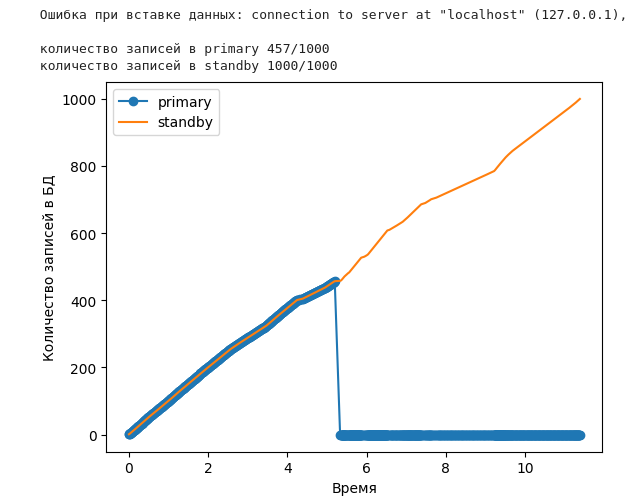 Ошибка при вставке данных: connection to server at "localhost" (127.0.0.1),
количество записей в primary 457/1000
количество записей в standby 1000/1000
primary
standby
1000
800
600
400
200
0
Количество записей в БД
0 2 4 6 8 10
Время